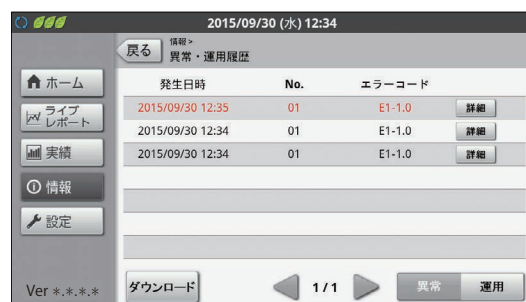 2015/09/30 (水) 12:34
戻る
情報 >
異常・運用履歴
ホーム
ライブ
レポート
実績
情報
設定
Ver *.*.*.*
発生日時 No. エラーコード
2015/09/30 12:35 01 E1-1.0 詳細
2015/09/30 12:34 01 E1-1.0 詳細
2015/09/30 12:34 01 E1-1.0 詳細
ダウンロード 1/1 異常 運用